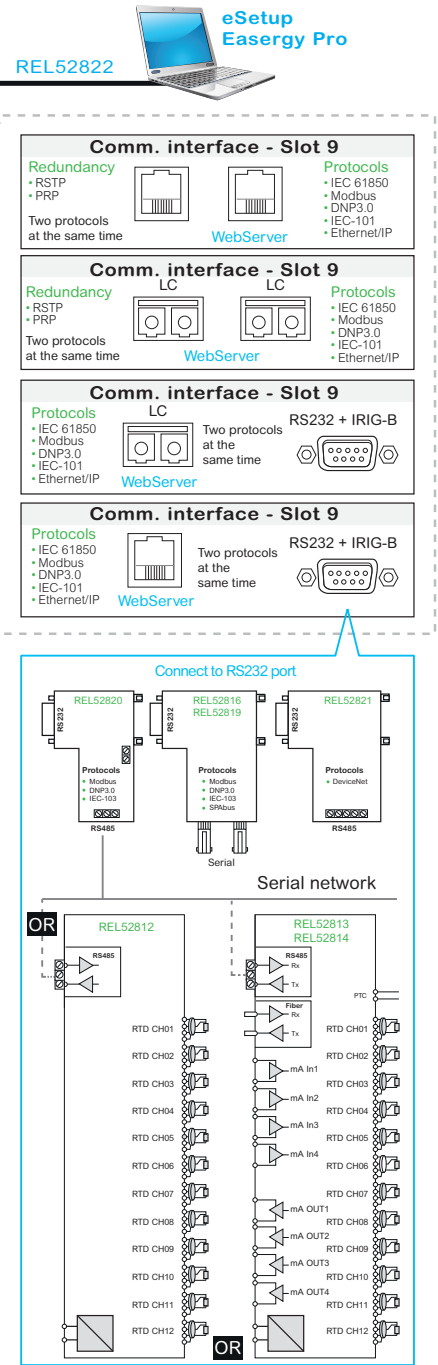 eSetup
Easergy Pro
REL52822
Comm. interface - Slot 9
Redundancy
• RSTP
• PRP
Two protocols
at the same time
WebServer
Protocols
• IEC 61850
• Modbus
• DNP3.0
• IEC-101
• Ethernet/IP
Comm. interface - Slot 9
Redundancy
• RSTP
• PRP
Two protocols
at the same time
LC
LC
WebServer
Protocols
• IEC 61850
• Modbus
• DNP3.0
• IEC-101
• Ethernet/IP
Comm. interface - Slot 9
Protocols
• IEC 61850
• Modbus
• DNP3.0
• IEC-101
• Ethernet/IP
LC
WebServer
Two protocols
at the
same time
RS232 + IRIG-B
Comm. interface - Slot 9
Protocols
• IEC 61850
• Modbus
• DNP3.0
• IEC-101
• Ethernet/IP
WebServer
Two protocols
at the
same time
RS232 + IRIG-B
Connect to RS232 port
REL52820
RS232
Protocols
• Modbus
• DNP3.0
• IEC-103
RS485
REL52816
REL52819
RS232
Protocols
• Modbus
• DNP3.0
• IEC-103
• SPAbus
Serial
REL52821
RS232
Protocols
• DeviceNet
RS485
Serial network
OR
REL52812
RS485
RTD CH01
RTD CH02
RTD CH03
RTD CH04
RTD CH05
RTD CH06
RTD CH07
RTD CH08
RTD CH09
RTD CH10
RTD CH11
RTD CH12
OR
REL52813
REL52814
RS485
Rx
Tx
Fiber
Rx
Tx
mA In1
mA In2
mA In3
mA In4
mA OUT1
mA OUT2
mA OUT3
mA OUT4
PTC
RTD CH01
RTD CH02
RTD CH03
RTD CH04
RTD CH05
RTD CH06
RTD CH07
RTD CH08
RTD CH09
RTD CH10
RTD CH11
RTD CH12